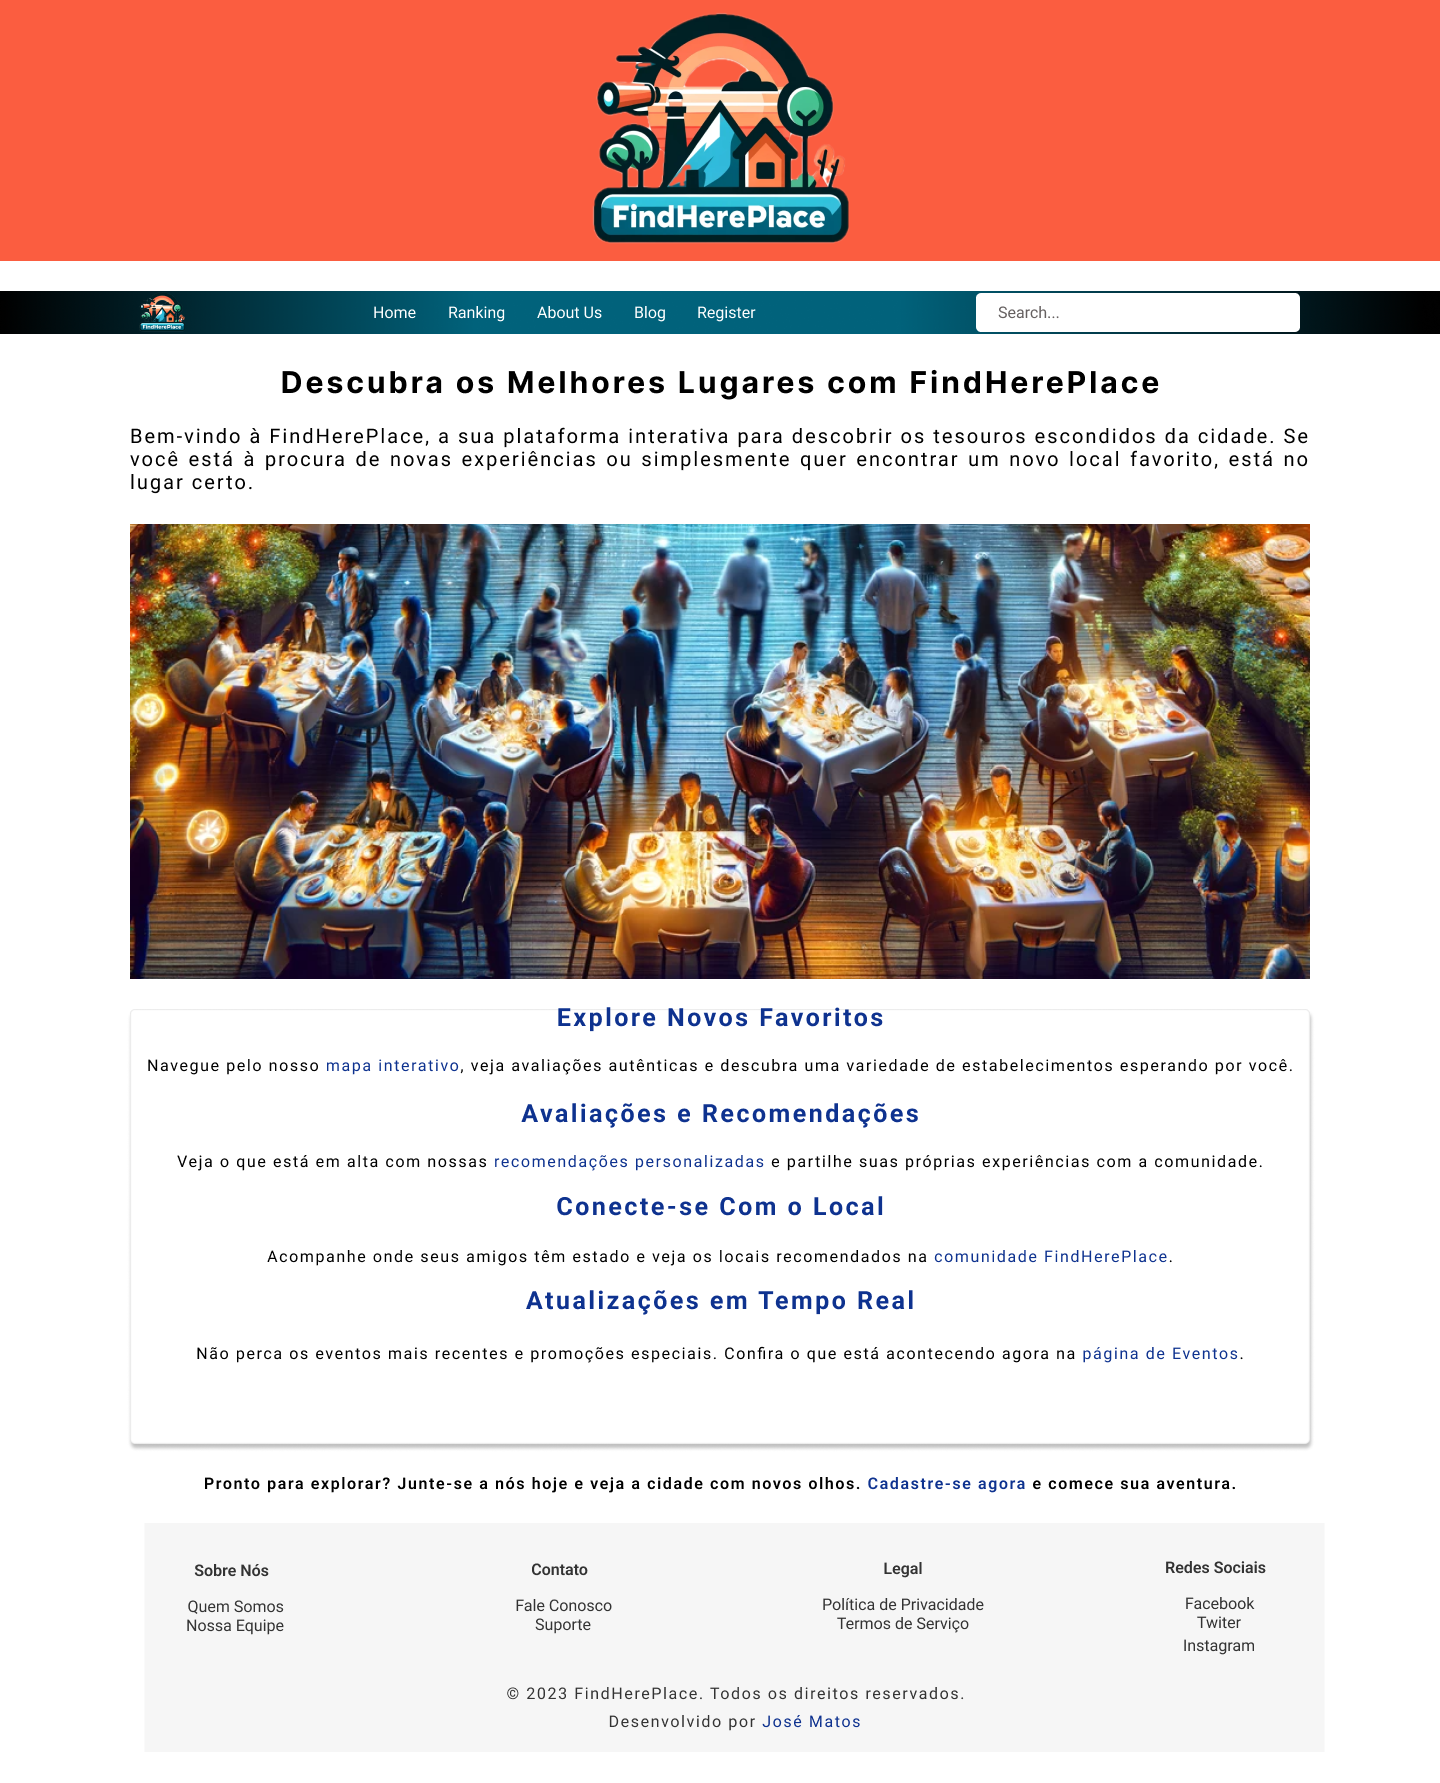 FindHerePlace
FindHerePlace
Home Ranking About Us Blog Register
Search...
Descubra os Melhores Lugares com FindHerePlace
Bem-vindo à FindHerePlace, a sua plataforma interativa para descobrir os tesouros escondidos da cidade. Se
você está à procura de novas experiências ou simplesmente quer encontrar um novo local favorito, está no
lugar certo.
Explore Novos Favoritos
Navegue pelo nosso mapa interativo, veja avaliações autênticas e descubra uma variedade de estabelecimentos esperando por você.
Avaliações e Recomendações
Veja o que está em alta com nossas recomendações personalizadas e partilhe suas próprias experiências com a comunidade.
Conecte-se Com o Local
Acompanhe onde seus amigos têm estado e veja os locais recomendados na comunidade FindHerePlace.
Atualizações em Tempo Real
Não perca os eventos mais recentes e promoções especiais. Confira o que está acontecendo agora na página de Eventos.
Pronto para explorar? Junte-se a nós hoje e veja a cidade com novos olhos. Cadastre-se agora e comece sua aventura.
Sobre Nós
Quem Somos
Nossa Equipe
Contato
Fale Conosco
Suporte
Legal
Política de Privacidade
Termos de Serviço
Redes Sociais
Facebook
Twiter
Instagram
© 2023 FindHerePlace. Todos os direitos reservados.
Desenvolvido por José Matos